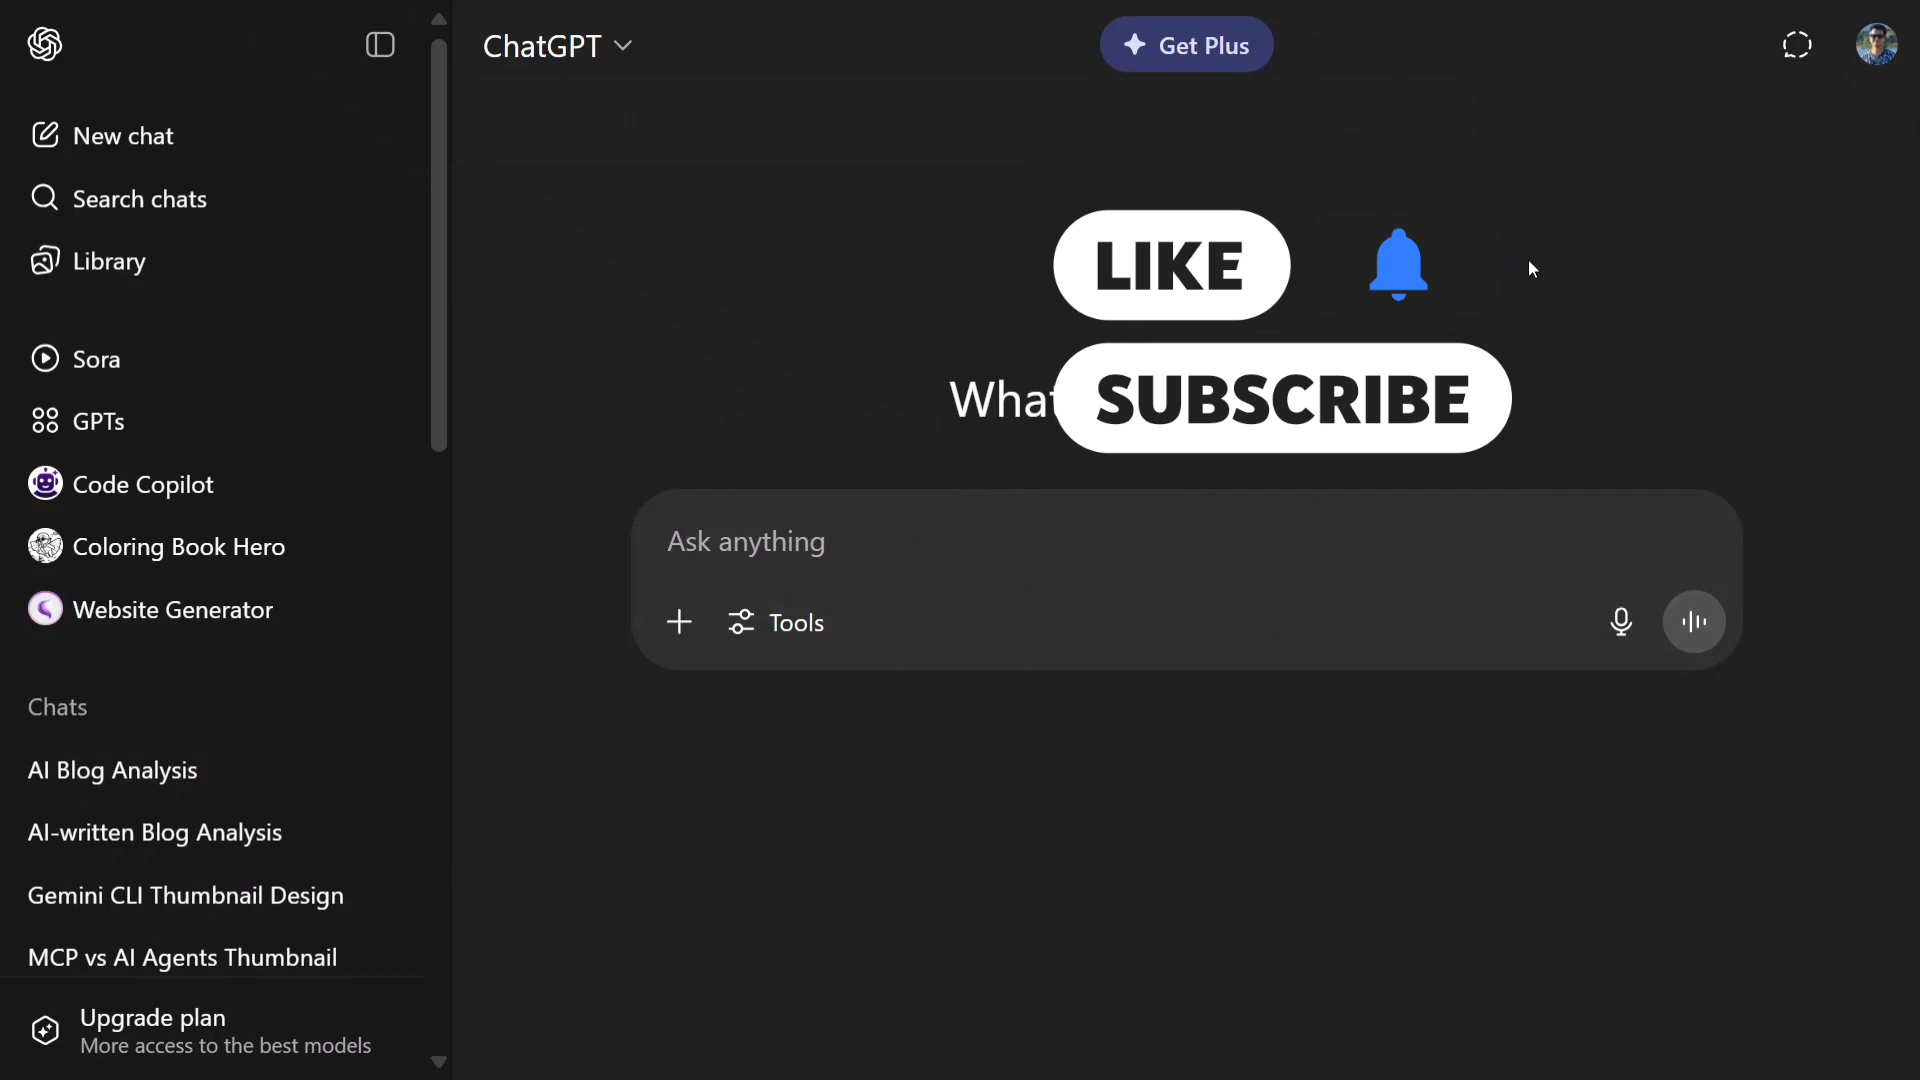 ChatGPT
Get Plus
New chat
Search chats
Library
Sora
GPTs
Code Copilot
Coloring Book Hero
Website Generator
Chats
AI Blog Analysis
AI-written Blog Analysis
Gemini CLI Thumbnail Design
MCP vs AI Agents Thumbnail
Upgrade plan
More access to the best models
LIKE
What
SUBSCRIBE
Ask anything
Tools